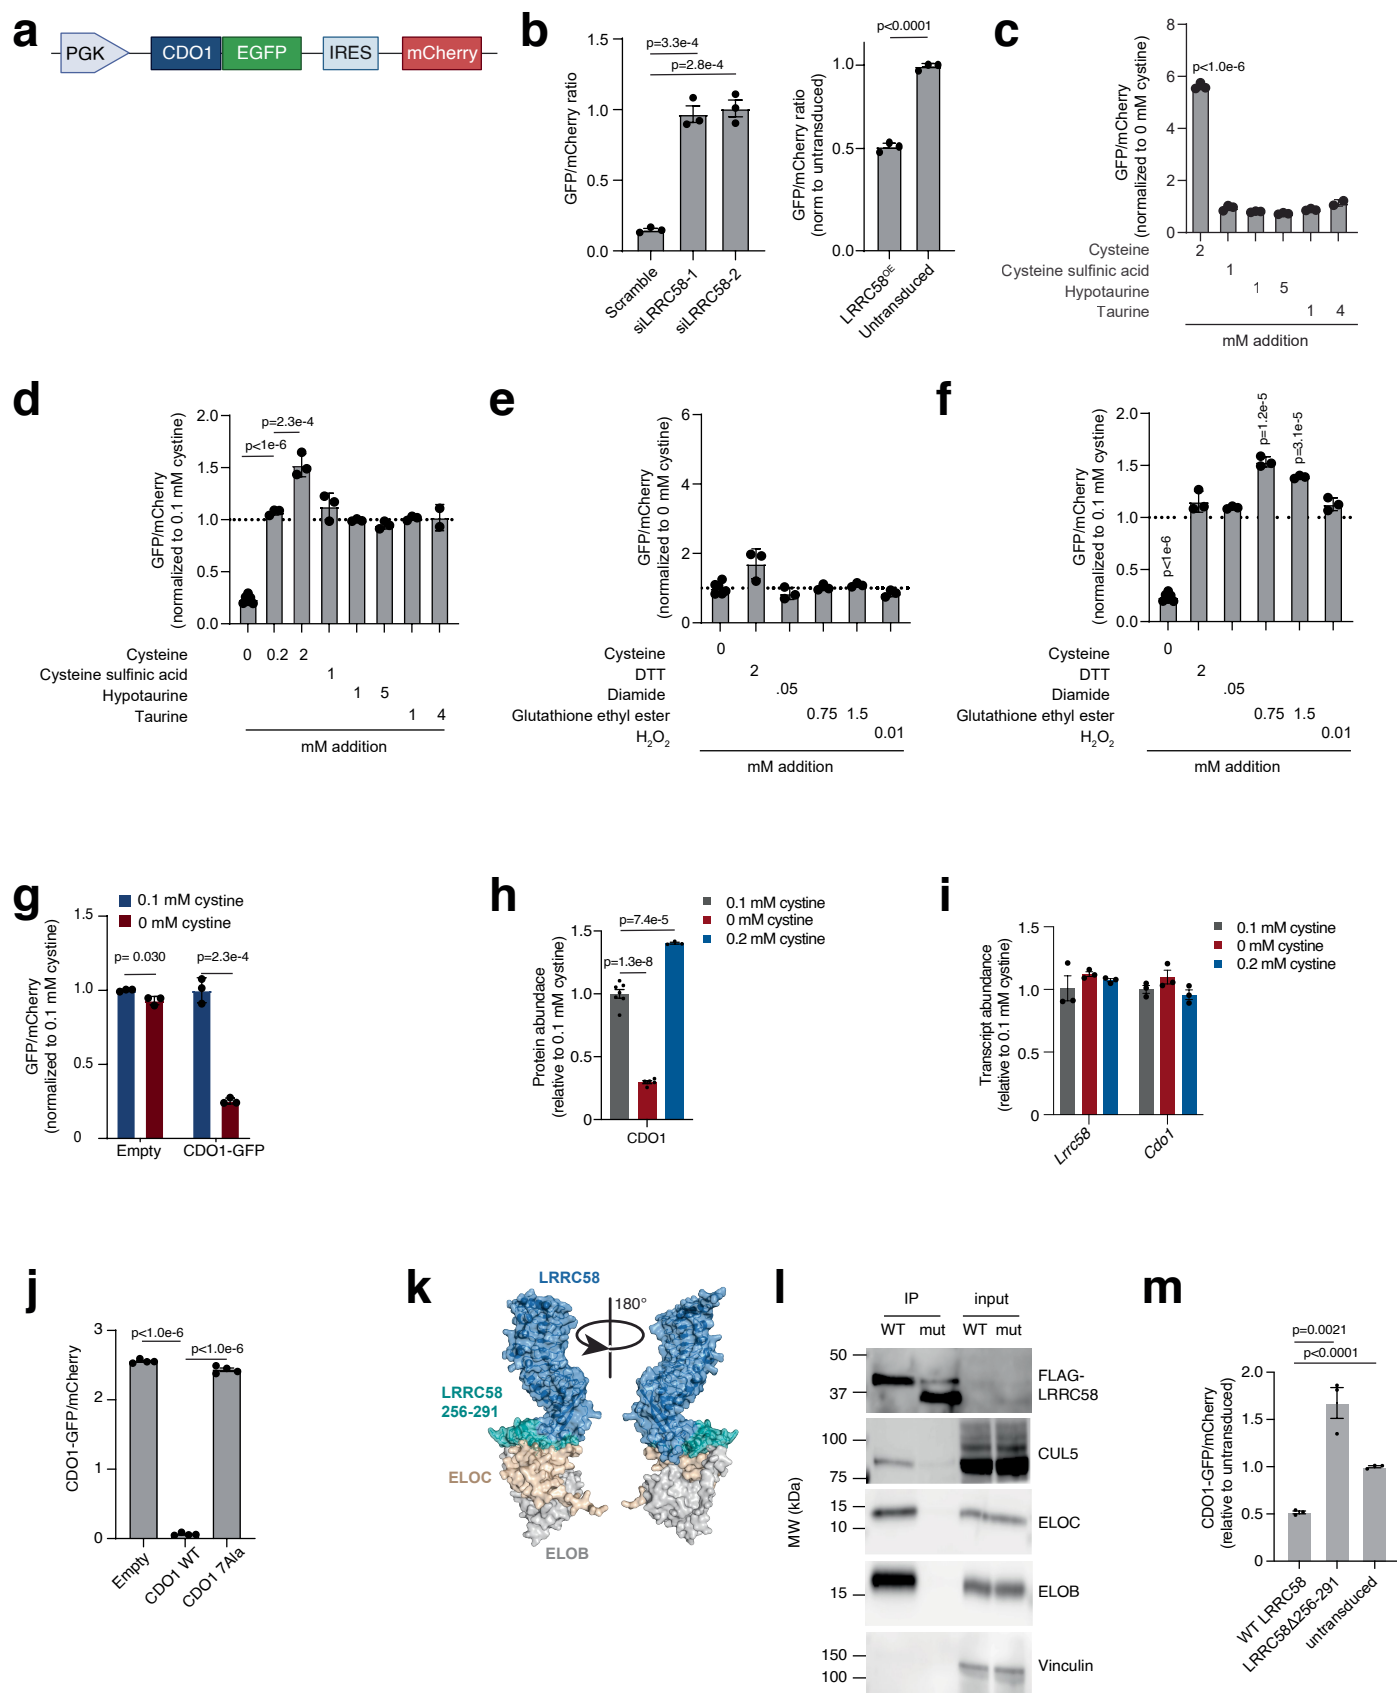 a
PGK
CDO1
EGFP
IRES
mCherry
b
GFP/mCherry ratio
1.5
1.0
0.5
0.0
p=3.3e-4
p=2.8e-4
Scramble
siLRRC58-1
siLRRC58-2
GFP/mCherry ratio
(norm to untransduced)
p<0.0001
1.0
0.5
0.0
LRRC58OE
Untransduced
c
GFP/mCherry
(normalized to 0 mM cystine)
8
6
4
2
0
p<1.0e-6
Cysteine 2
Cysteine sulfinic acid 1
Hypotaurine 1 5
Taurine 1 4
mM addition
d
GFP/mCherry
(normalized to 0.1 mM cystine)
2.0
1.5
1.0
0.5
0.0
p=2.3e-4
p<1e-6
Cysteine 0 0.2 2
Cysteine sulfinic acid 1
Hypotaurine 1 5
Taurine 1 4
mM addition
e
GFP/mCherry
(normalized to 0 mM cystine)
6
4
2
0
Cysteine 0
DTT 2
Diamide .05
Glutathione ethyl ester 0.75 1.5
H2O2 0.01
mM addition
f
GFP/mCherry
(normalized to 0.1 mM cystine)
2.0
1.5
1.0
0.5
0.0
p<1e-6
p=1.2e-5
p=3.1e-5
Cysteine 0
DTT 2
Diamide .05
Glutathione ethyl ester 0.75 1.5
H2O2 0.01
mM addition
g
0.1 mM cystine
0 mM cystine
GFP/mCherry
(normalized to 0.1 mM cystine)
1.5
1.0
0.5
0
p= 0.030
p=2.3e-4
Empty
CDO1-GFP
h
0.1 mM cystine
0 mM cystine
0.2 mM cystine
Protein abundace
(relative to 0.1 mM cystine)
1.5
1.0
0.5
0
p=7.4e-5
p=1.3e-8
CDO1
i
0.1 mM cystine
0 mM cystine
0.2 mM cystine
Transcript abundance
(relative to 0.1 mM cystine)
1.5
1.0
0.5
0
Lrrc58
Cdo1
j
CDO1-GFP/mCherry
3
2
1
0
p<1.0e-6
p<1.0e-6
Empty
CDO1 WT
CDO1 7Ala
k
LRRC58
180°
LRRC58
256-291
ELOC
ELOB
l
IP input
WT mut WT mut
MW (kDa)
50
37
FLAG-
LRRC58
100
75
CUL5
15
10
ELOC
15
ELOB
150
100
Vinculin
m
p=0.0021
p<0.0001
CDO1-GFP/mCherry
(relative to untransduced)
2.0
1.5
1.0
0.5
0
WT LRRC58
LRRC58Δ256-291
untransduced